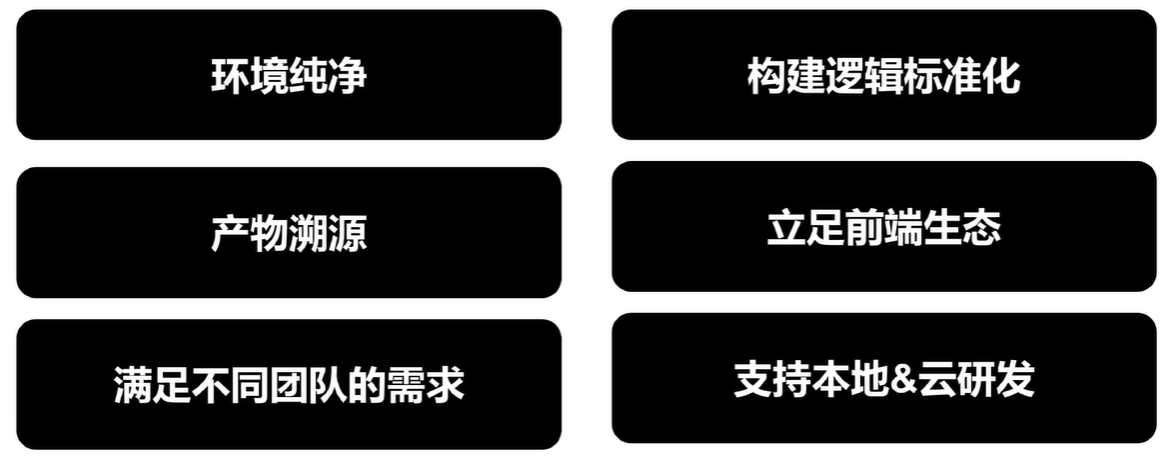 环境纯净
构建逻辑标准化
产物溯源
立足前端生态
满足不同团队的需求
支持本地&云研发